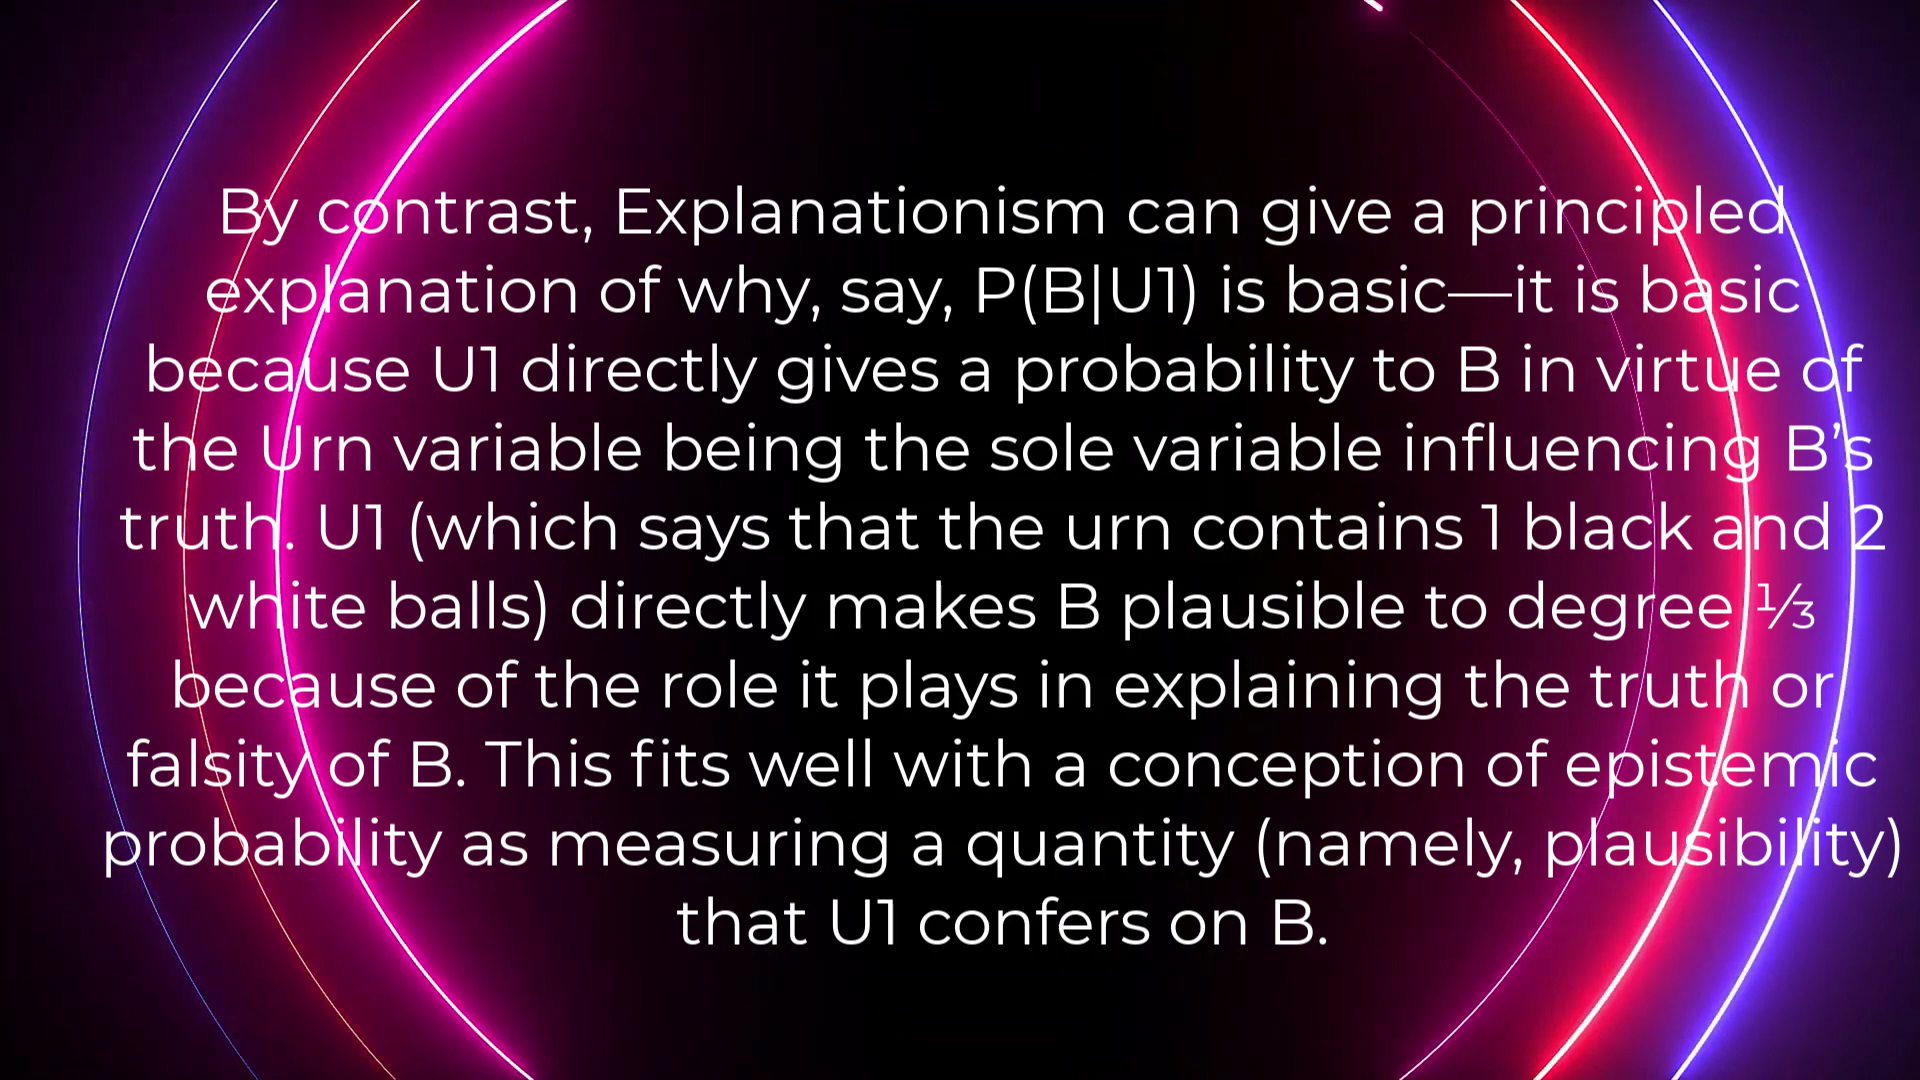 By contrast, Explanationism can give a principled
explanation of why, say, P(B|U1) is basic—it is basic
because U1 directly gives a probability to B in virtue of
the Urn variable being the sole variable influencing B’s
truth. U1 (which says that the urn contains 1 black and 2
white balls) directly makes B plausible to degree ⅓
because of the role it plays in explaining the truth or
falsity of B. This fits well with a conception of epistemic
probability as measuring a quantity (namely, plausibility)
that U1 confers on B.